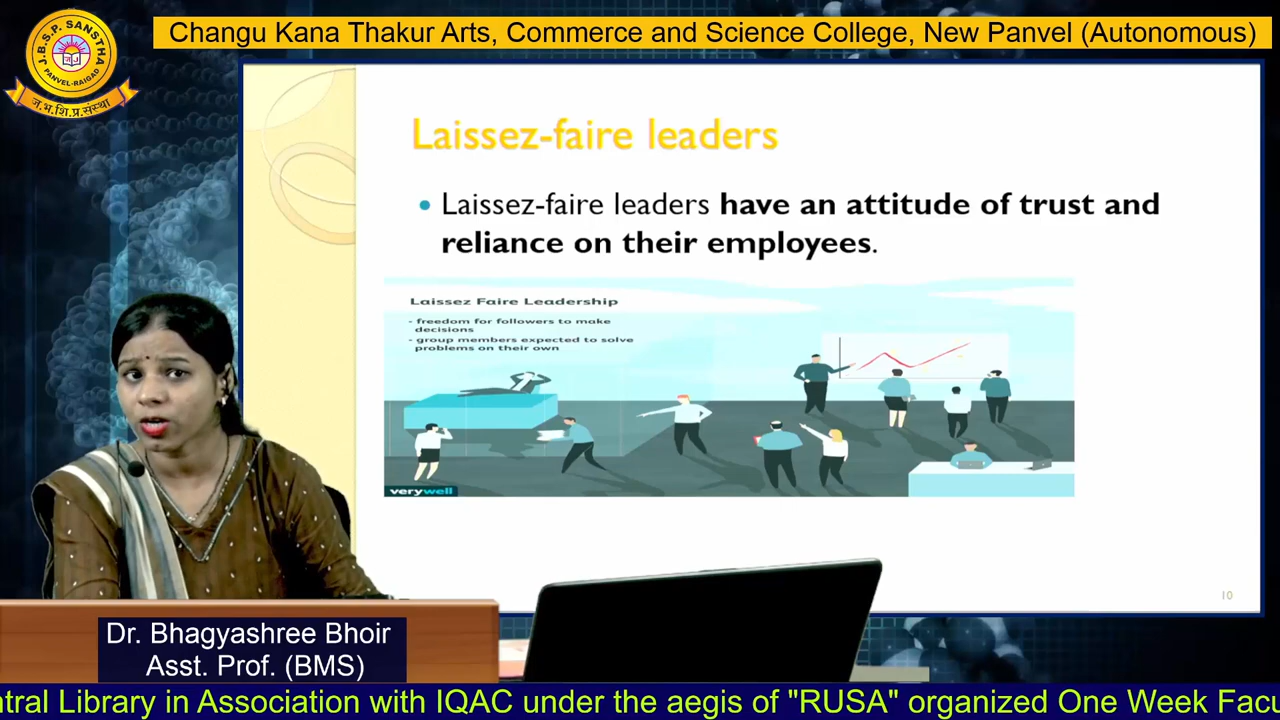 J.B.S.P. SANSTHA
PANVEL-RAIGAD
ज.भ.शि.प्र.संस्था
Changu Kana Thakur Arts, Commerce and Science College, New Panvel (Autonomous)
Laissez-faire leaders
• Laissez-faire leaders have an attitude of trust and
reliance on their employees.
Laissez Faire Leadership
- freedom for followers to make
decisions
- group members expected to solve
problems on their own
verywell
10
Dr. Bhagyashree Bhoir
Asst. Prof. (BMS)
ntral Library in Association with IQAC under the aegis of "RUSA" organized One Week Facu